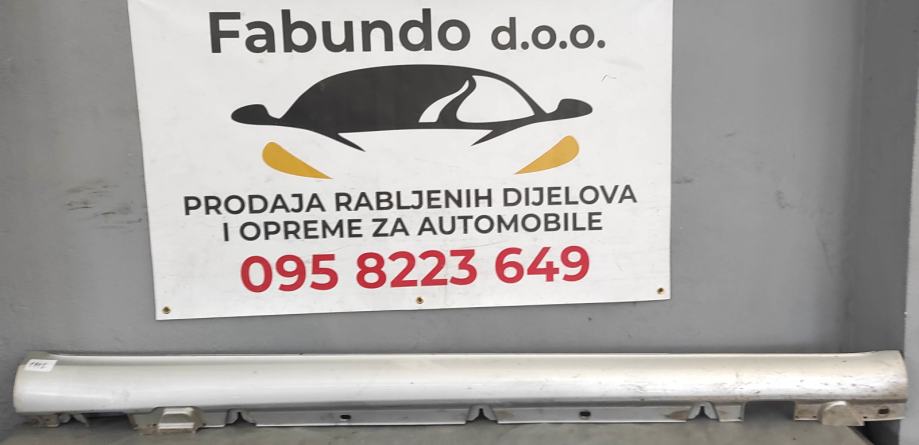 Fabundo d.o.o.
PRODAJA RABLJENIH DIJELOVA
I OPREME ZA AUTOMOBILE
095 8223 649